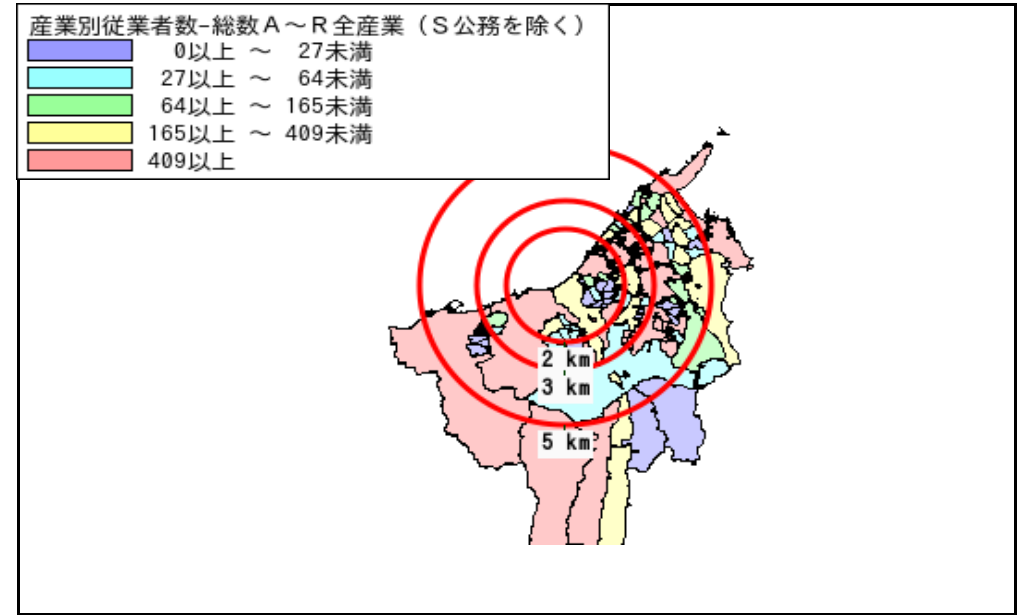 産業別従業者数−総数A～R全産業（S公務を除く）
0以上 ～ 27未満
27以上 ～ 64未満
64以上 ～ 165未満
165以上 ～ 409未満
409以上
2 km
3 km
5 km